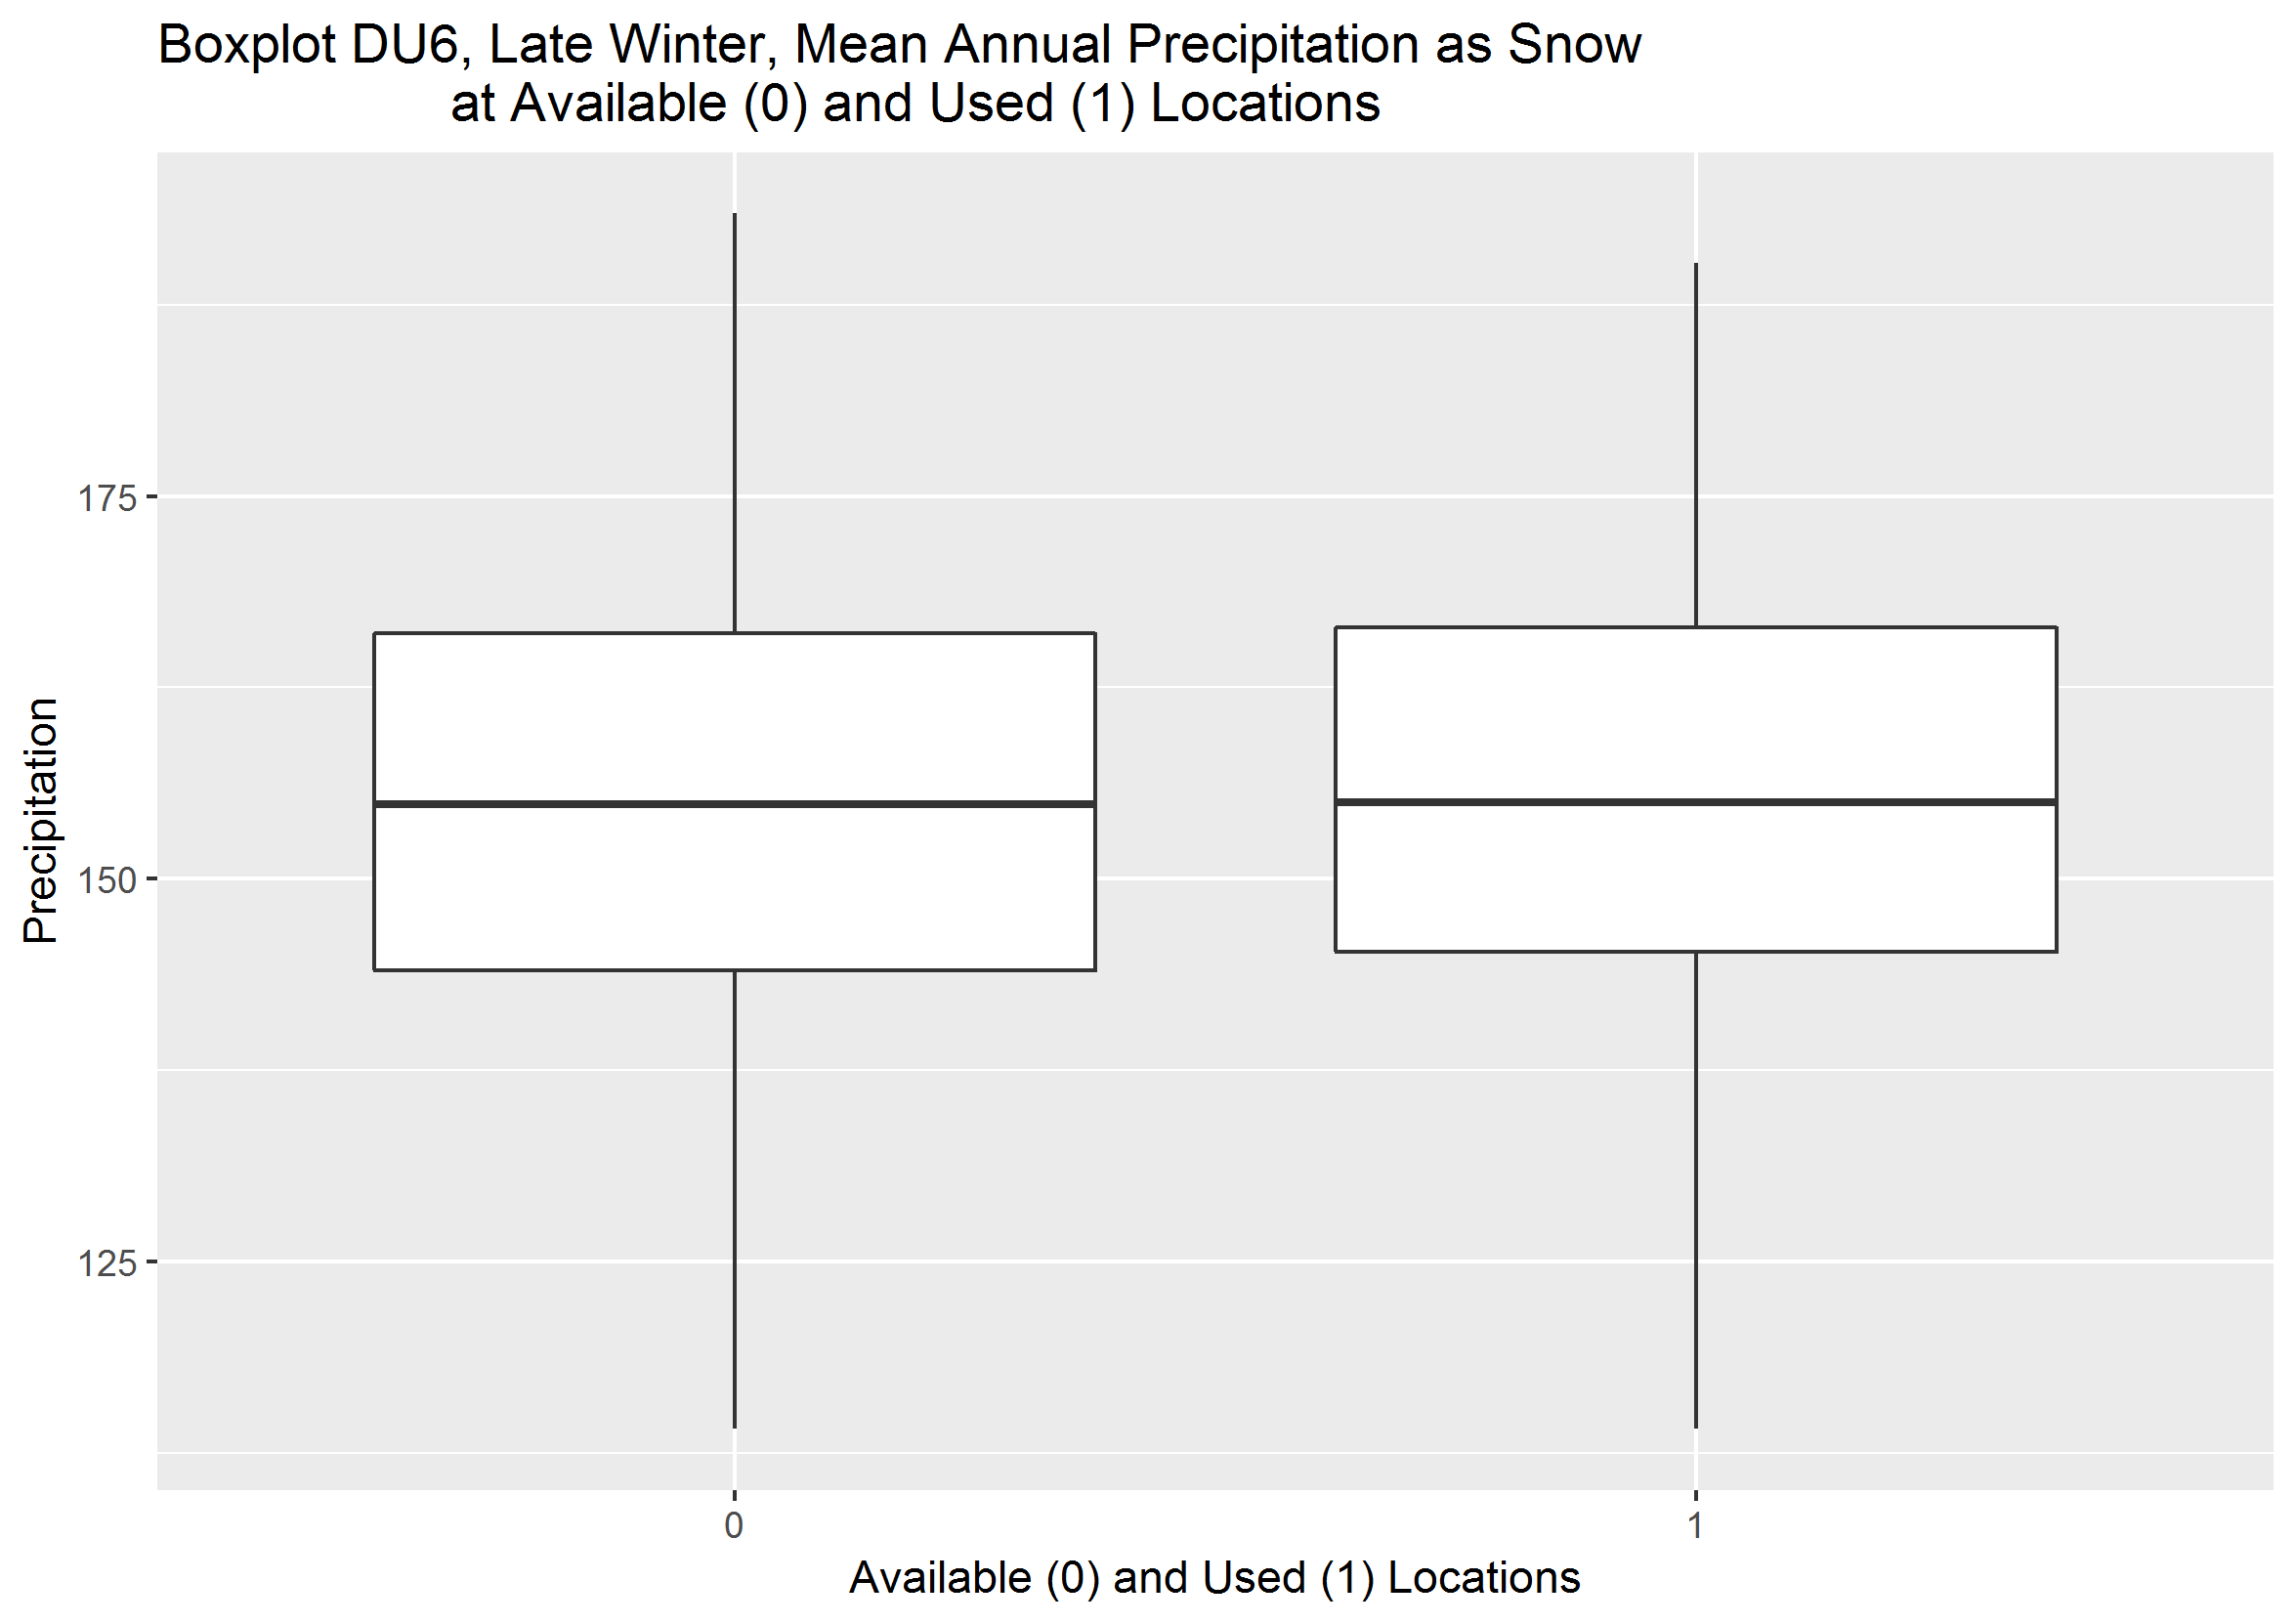 Boxplot DU6, Late Winter, Mean Annual Precipitation as Snow
at Available (0) and Used (1) Locations
Precipitation
175
150
125
0
1
Available (0) and Used (1) Locations